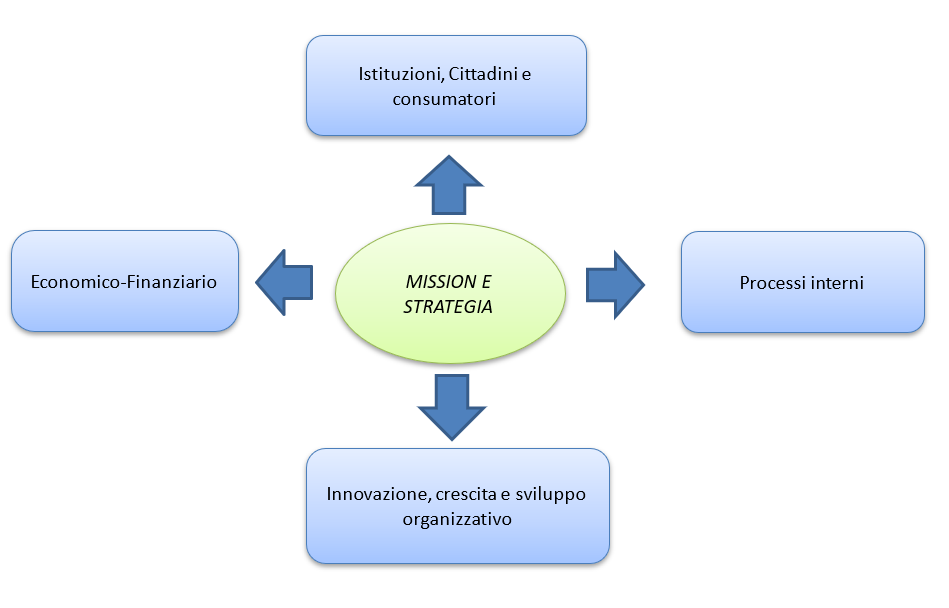 Istituzioni, Cittadini e
consumatori
Economico-Finanziario
MISSION E
STRATEGIA
Processi interni
Innovazione, crescita e sviluppo
organizzativo